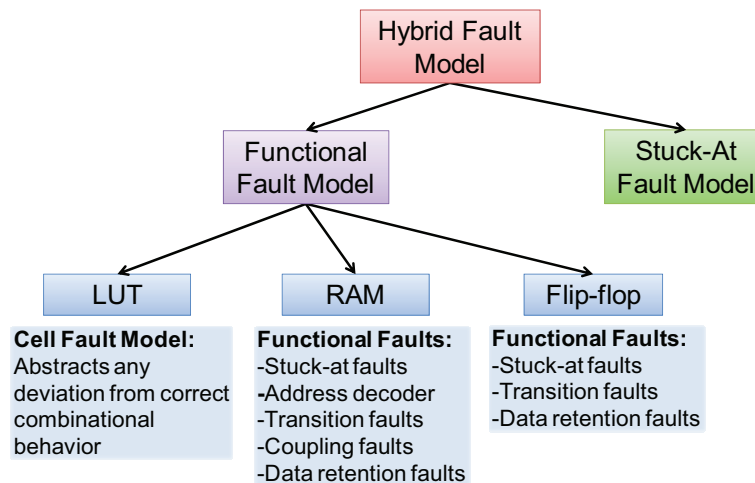 Hybrid Fault
Model
Functional
Fault Model
Stuck-At
Fault Model
LUT
RAM
Flip-flop
Cell Fault Model:
Abstracts any
deviation from correct
combinational
behavior
Functional Faults:
-Stuck-at faults
-Address decoder
-Transition faults
-Coupling faults
-Data retention faults
Functional Faults:
-Stuck-at faults
-Transition faults
-Data retention faults